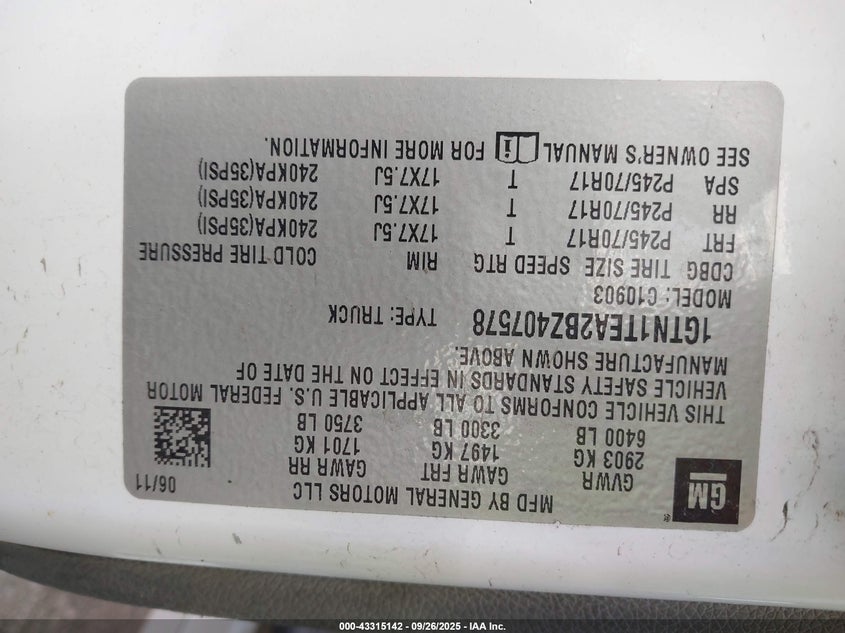 MFD BY GENERAL MOTORS LLC 06/11
GM
®
GVWR GAWR FRT GAWR RR
2903 KG 1497 KG 1701 KG
6400 LB 3300 LB 3750 LB
THIS VEHICLE CONFORMS TO ALL APPLICABLE U.S. FEDERAL MOTOR
VEHICLE SAFETY STANDARDS IN EFFECT ON THE DATE OF
MANUFACTURE SHOWN ABOVE.
1GTN1TEA2BZ407578 TYPE: TRUCK
MODEL: C10903
CDBG TIRE SIZE SPEED RTG RIM COLD TIRE PRESSURE
FRT P245/70R17 T 17X7.5J 240KPA(35PSI)
RR P245/70R17 T 17X7.5J 240KPA(35PSI)
SPA P245/70R17 T 17X7.5J 240KPA(35PSI)
SEE OWNER'S MANUAL i FOR MORE INFORMATION.
000-43315142 - 09/26/2025 - IAA Inc.